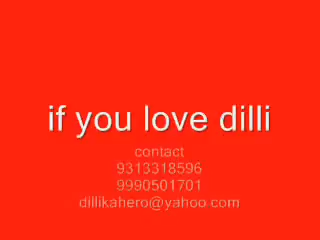 if you love dilli
contact
9313318596
9990501701
dillikahero@yahoo.com